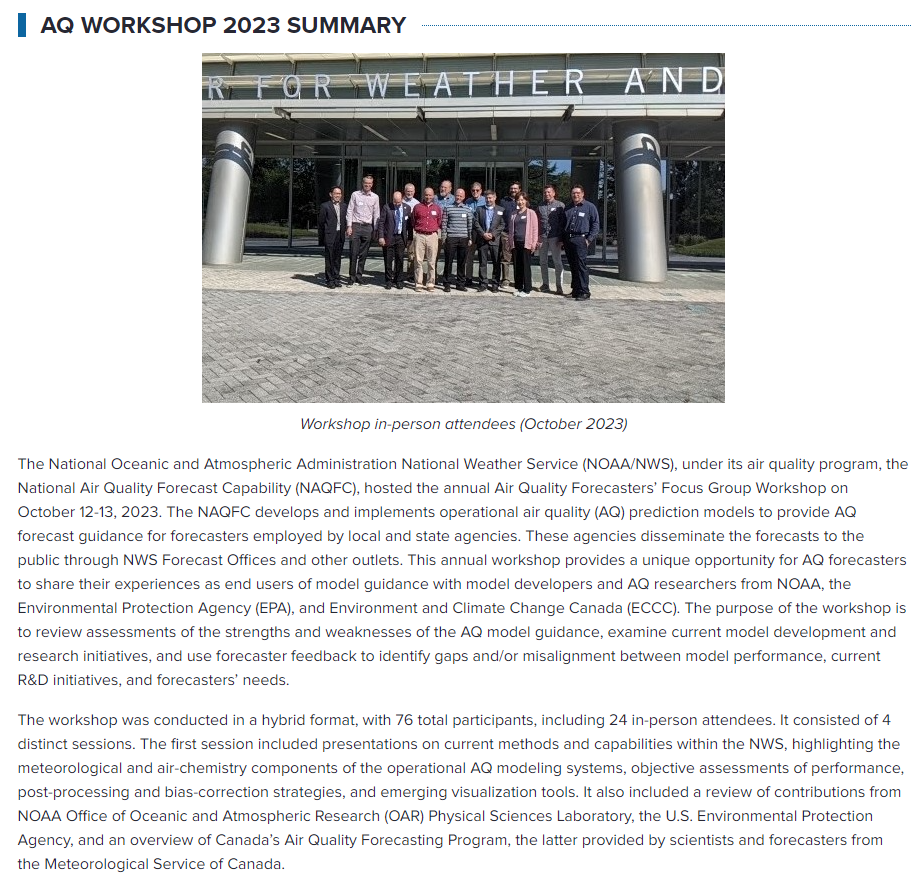 AQ WORKSHOP 2023 SUMMARY
R FOR WEATHER AND
Workshop in-person attendees (October 2023)
The National Oceanic and Atmospheric Administration National Weather Service (NOAA/NWS), under its air quality program, the
National Air Quality Forecast Capability (NAQFC), hosted the annual Air Quality Forecasters’ Focus Group Workshop on
October 12-13, 2023. The NAQFC develops and implements operational air quality (AQ) prediction models to provide AQ
forecast guidance for forecasters employed by local and state agencies. These agencies disseminate the forecasts to the
public through NWS Forecast Offices and other outlets. This annual workshop provides a unique opportunity for AQ forecasters
to share their experiences as end users of model guidance with model developers and AQ researchers from NOAA, the
Environmental Protection Agency (EPA), and Environment and Climate Change Canada (ECCC). The purpose of the workshop is
to review assessments of the strengths and weaknesses of the AQ model guidance, examine current model development and
research initiatives, and use forecaster feedback to identify gaps and/or misalignment between model performance, current
R&D initiatives, and forecasters’ needs.
The workshop was conducted in a hybrid format, with 76 total participants, including 24 in-person attendees. It consisted of 4
distinct sessions. The first session included presentations on current methods and capabilities within the NWS, highlighting the
meteorological and air-chemistry components of the operational AQ modeling systems, objective assessments of performance,
post-processing and bias-correction strategies, and emerging visualization tools. It also included a review of contributions from
NOAA Office of Oceanic and Atmospheric Research (OAR) Physical Sciences Laboratory, the U.S. Environmental Protection
Agency, and an overview of Canada’s Air Quality Forecasting Program, the latter provided by scientists and forecasters from
the Meteorological Service of Canada.